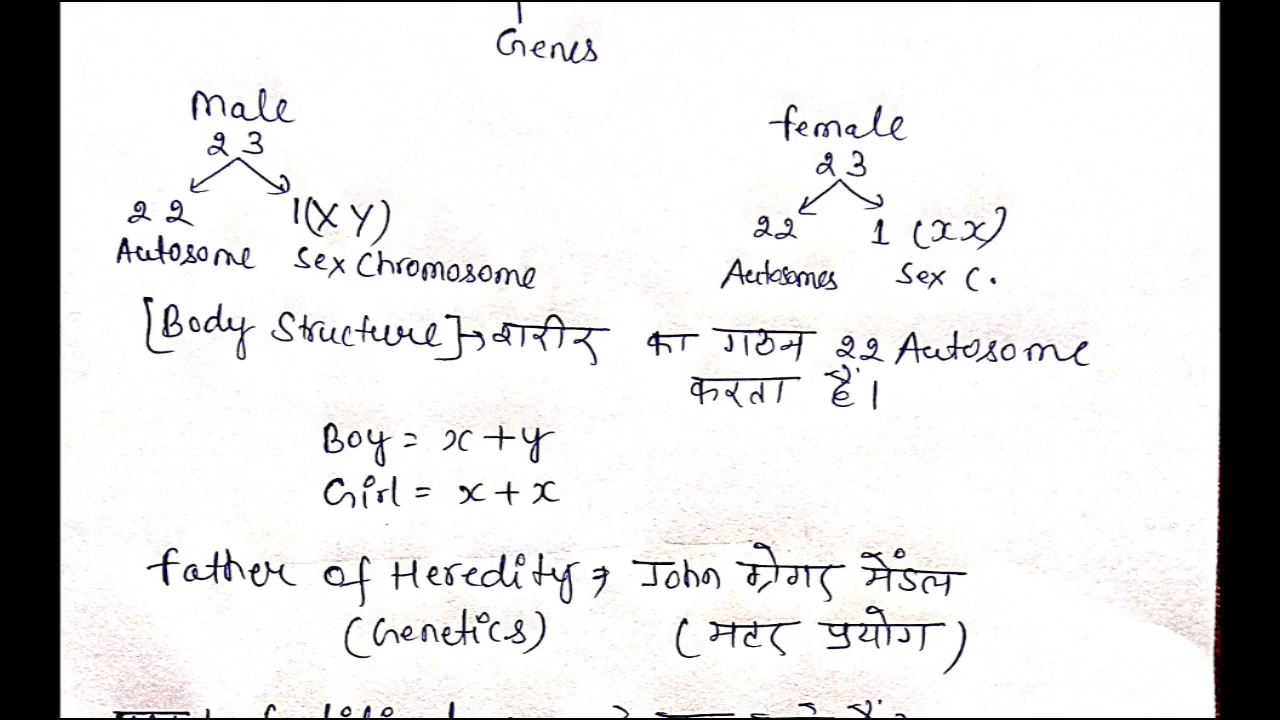 Genes
Male
23
22 1(XY)
Autosome Sex Chromosome
female
23
22 1 (xx)
Autosomes Sex C.
[Body Structure]→ शरीर का गठन 22 Autosome
करता हैं।
Boy = x+y
Girl = x+x
father of Heredity → John ग्रेगर मेंडल
(Genetics) (मटर प्रयोग)